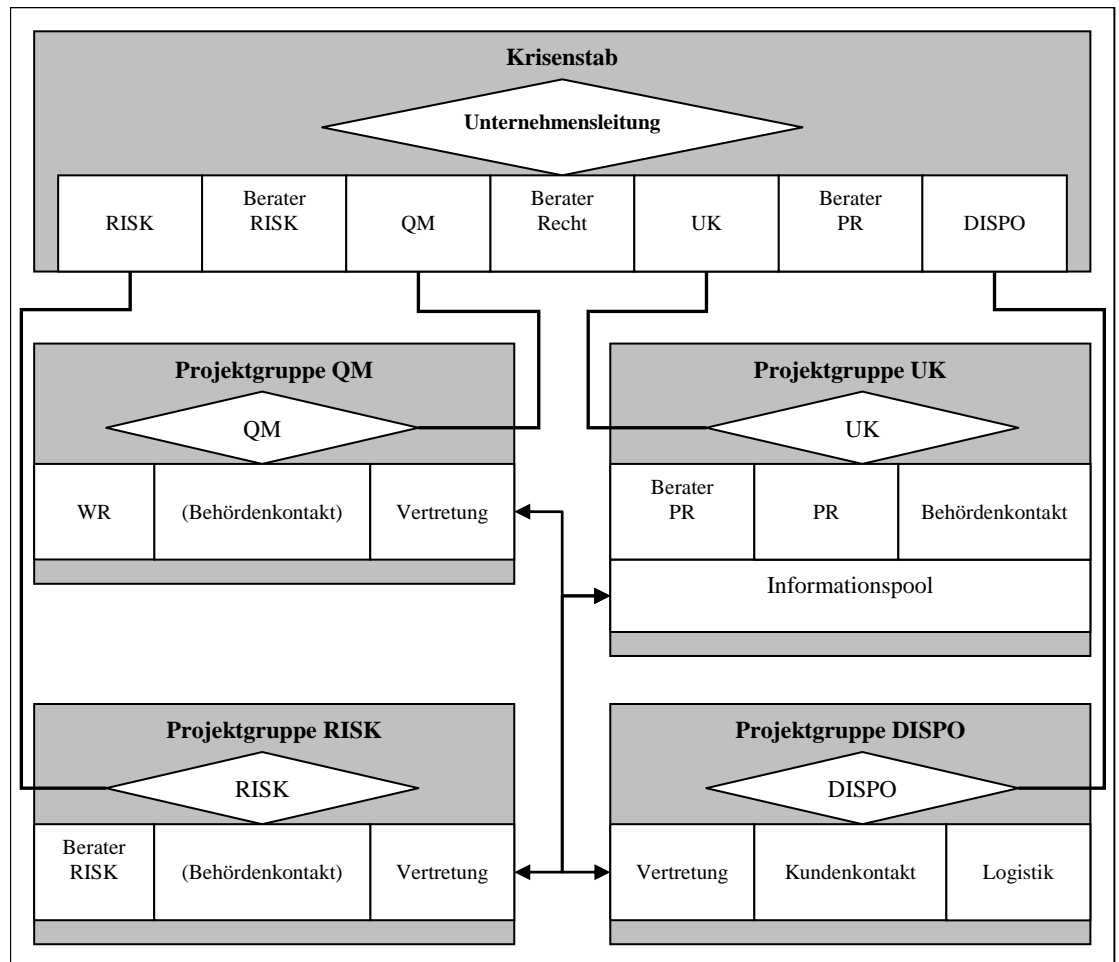 Krisenstab
Unternehmensleitung
RISK
Berater
RISK
QM
Berater
Recht
UK
Berater
PR
DISPO
Projektgruppe QM
QM
WR
(Behördenkontakt)
Vertretung
Projektgruppe UK
UK
Berater
PR
PR
Behördenkontakt
Informationspool
Projektgruppe RISK
RISK
Berater
RISK
(Behördenkontakt)
Vertretung
Projektgruppe DISPO
DISPO
Vertretung
Kundenkontakt
Logistik